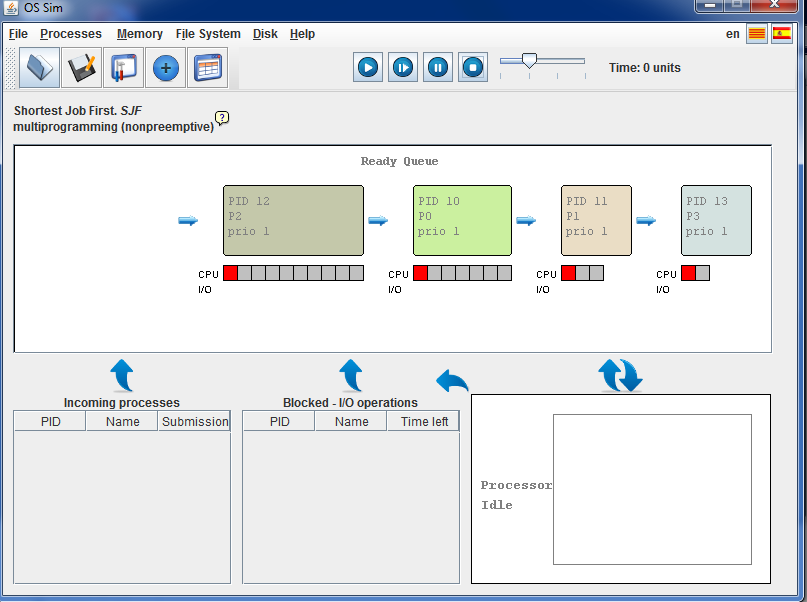 OS Sim
File Processes Memory File System Disk Help en
Time: 0 units
Shortest Job First. SJF
multiprogramming (nonpreemptive) ?
Ready Queue
PID 12
P2
prio 1
CPU
I/O
PID 10
P0
prio 1
CPU
I/O
PID 11
P1
prio 1
CPU
I/O
PID 13
P3
prio 1
CPU
I/O
Incoming processes
PID Name Submission
Blocked - I/O operations
PID Name Time left
Processor
Idle